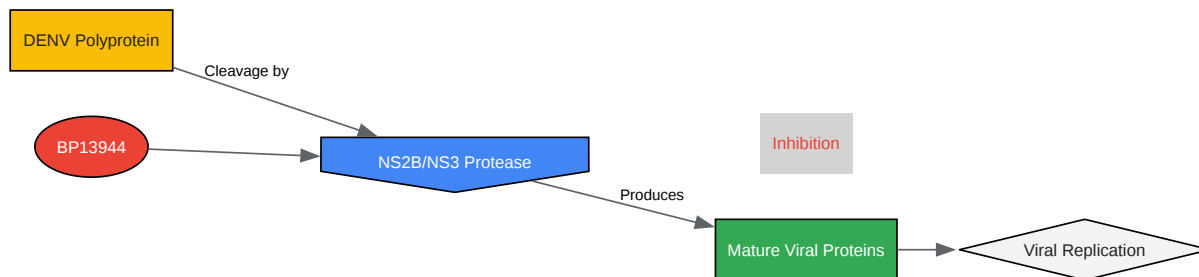 DENV Polyprotein
Cleavage by
BP13944
NS2B/NS3 Protease
Inhibition
Produces
Mature Viral Proteins
Viral Replication